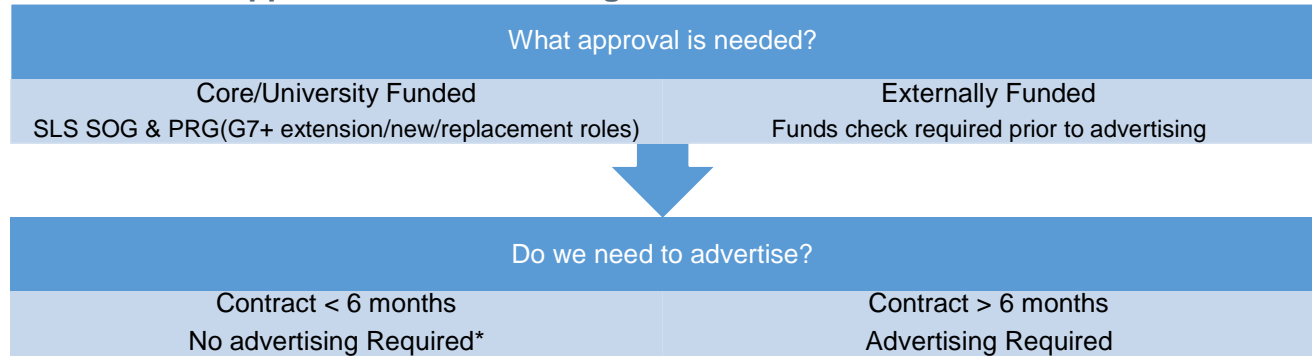 What approval is needed?
Core/University Funded
SLS SOG & PRG(G7+ extension/new/replacement roles)
Externally Funded
Funds check required prior to advertising
Do we need to advertise?
Contract < 6 months
No advertising Required*
Contract > 6 months
Advertising Required